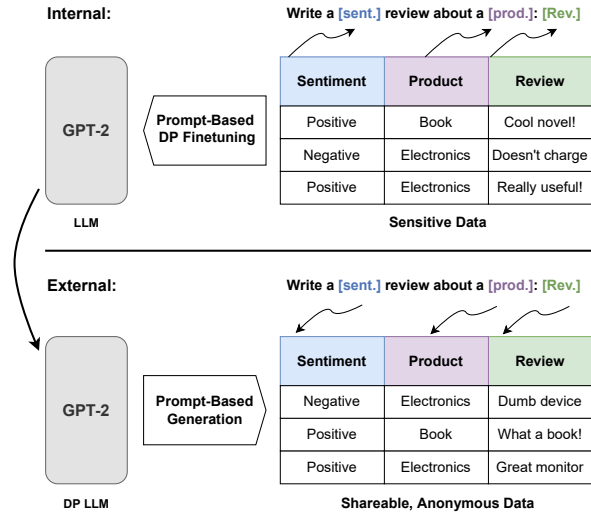 Internal:
Write a [sent.] review about a [prod.]: [Rev.]
GPT-2
LLM
Prompt-Based
DP Finetuning
Sentiment Product Review
Positive Book Cool novel!
Negative Electronics Doesn't charge
Positive Electronics Really useful!
Sensitive Data
External:
Write a [sent.] review about a [prod.]: [Rev.]
GPT-2
DP LLM
Prompt-Based
Generation
Sentiment Product Review
Negative Electronics Dumb device
Positive Book What a book!
Positive Electronics Great monitor
Shareable, Anonymous Data